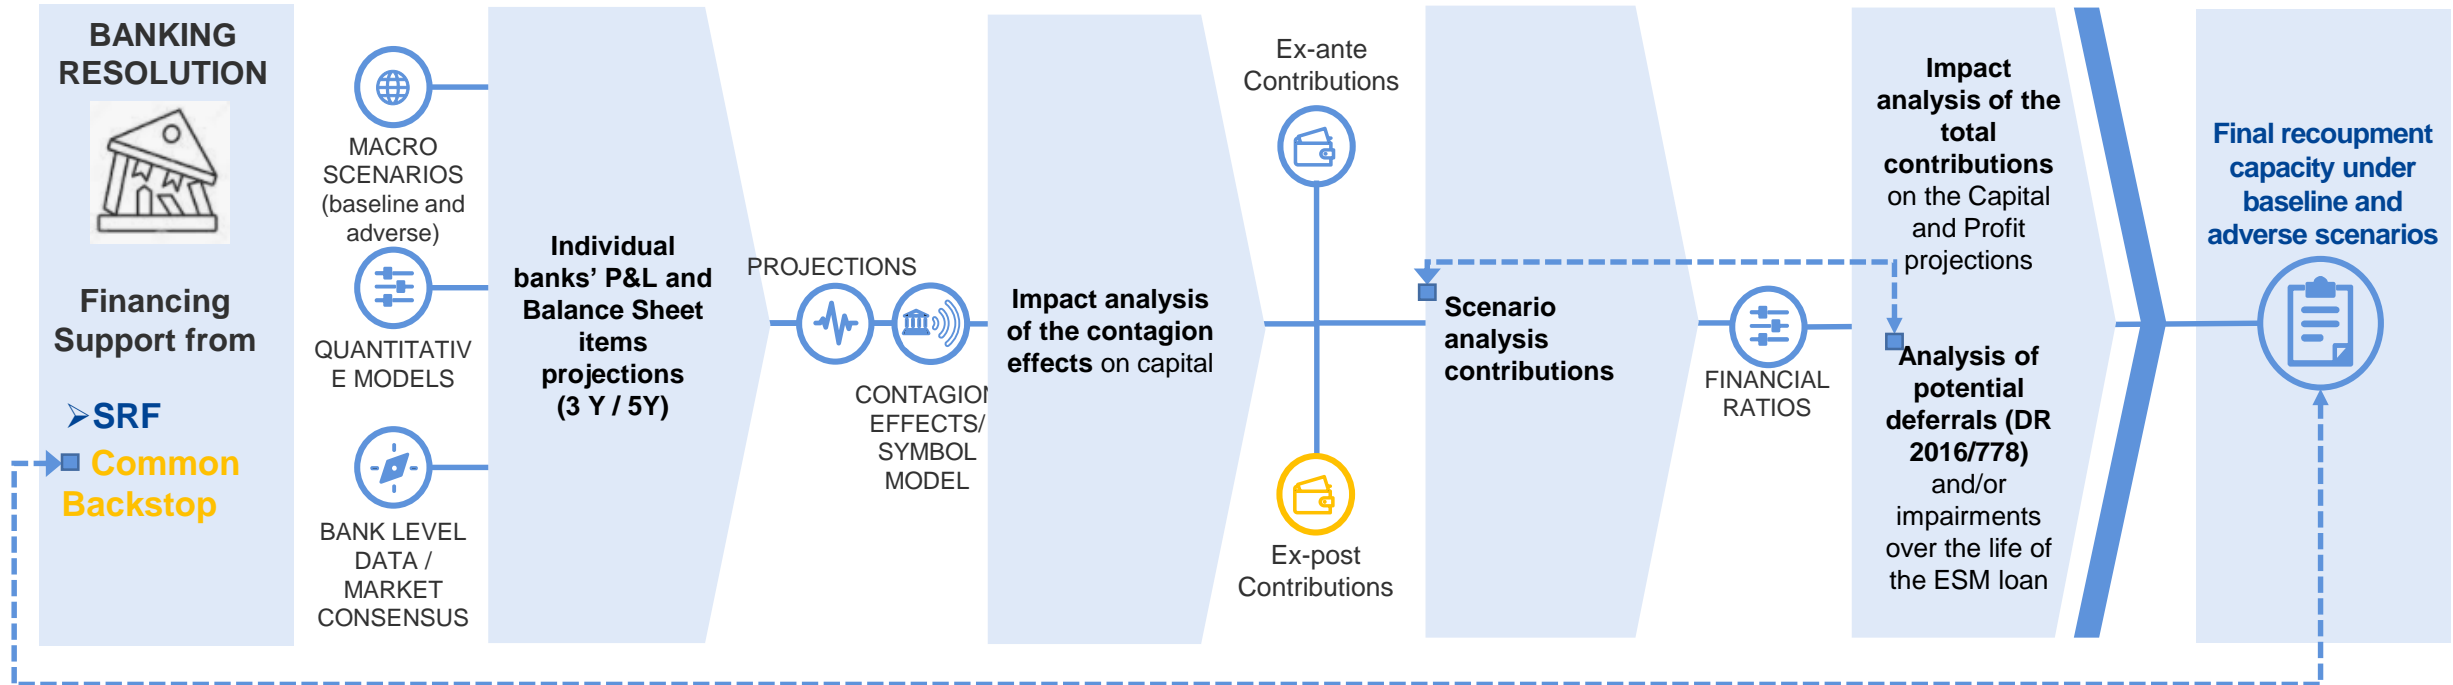 BANKING
RESOLUTION
Financing
Support from
➢SRF
Common
Backstop
MACRO
SCENARIOS
(baseline and
adverse)
QUANTITATIV
E MODELS
BANK LEVEL
DATA /
MARKET
CONSENSUS
Individual
banks’ P&L and
Balance Sheet
items
projections
(3 Y / 5Y)
PROJECTIONS
CONTAGION
EFFECTS/
SYMBOL
MODEL
Impact analysis
of the contagion
effects on capital
Ex-ante
Contributions
Ex-post
Contributions
Scenario
analysis
contributions
FINANCIAL
RATIOS
Impact
analysis of the
total
contributions
on the Capital
and Profit
projections
Analysis of
potential
deferrals (DR
2016/778)
and/or
impairments
over the life of
the ESM loan
Final recoupment
capacity under
baseline and
adverse scenarios